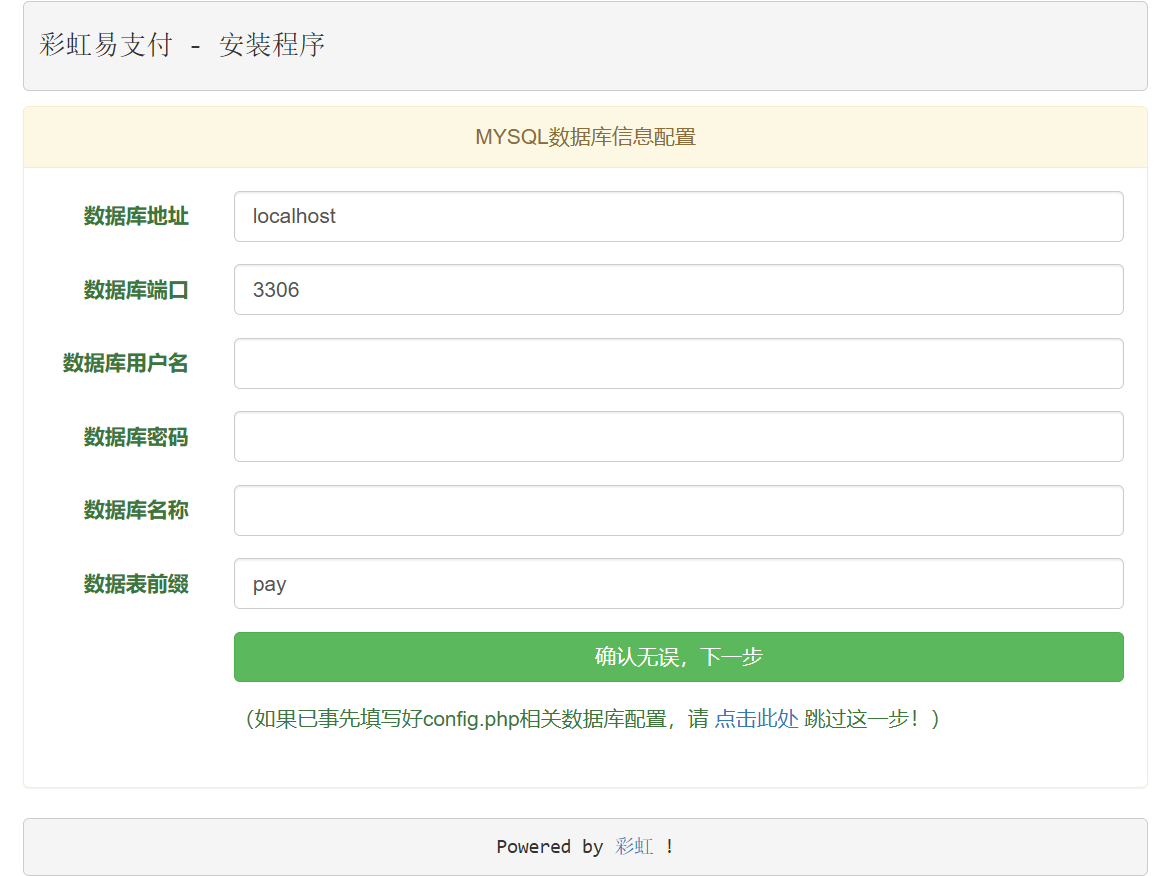 彩虹易支付 - 安装程序
MYSQL数据库信息配置
数据库地址 localhost
数据库端口 3306
数据库用户名
数据库密码
数据库名称
数据表前缀 pay
确认无误，下一步
（如果已事先填写好config.php相关数据库配置，请 点击此处 跳过这一步！）
Powered by 彩虹 !